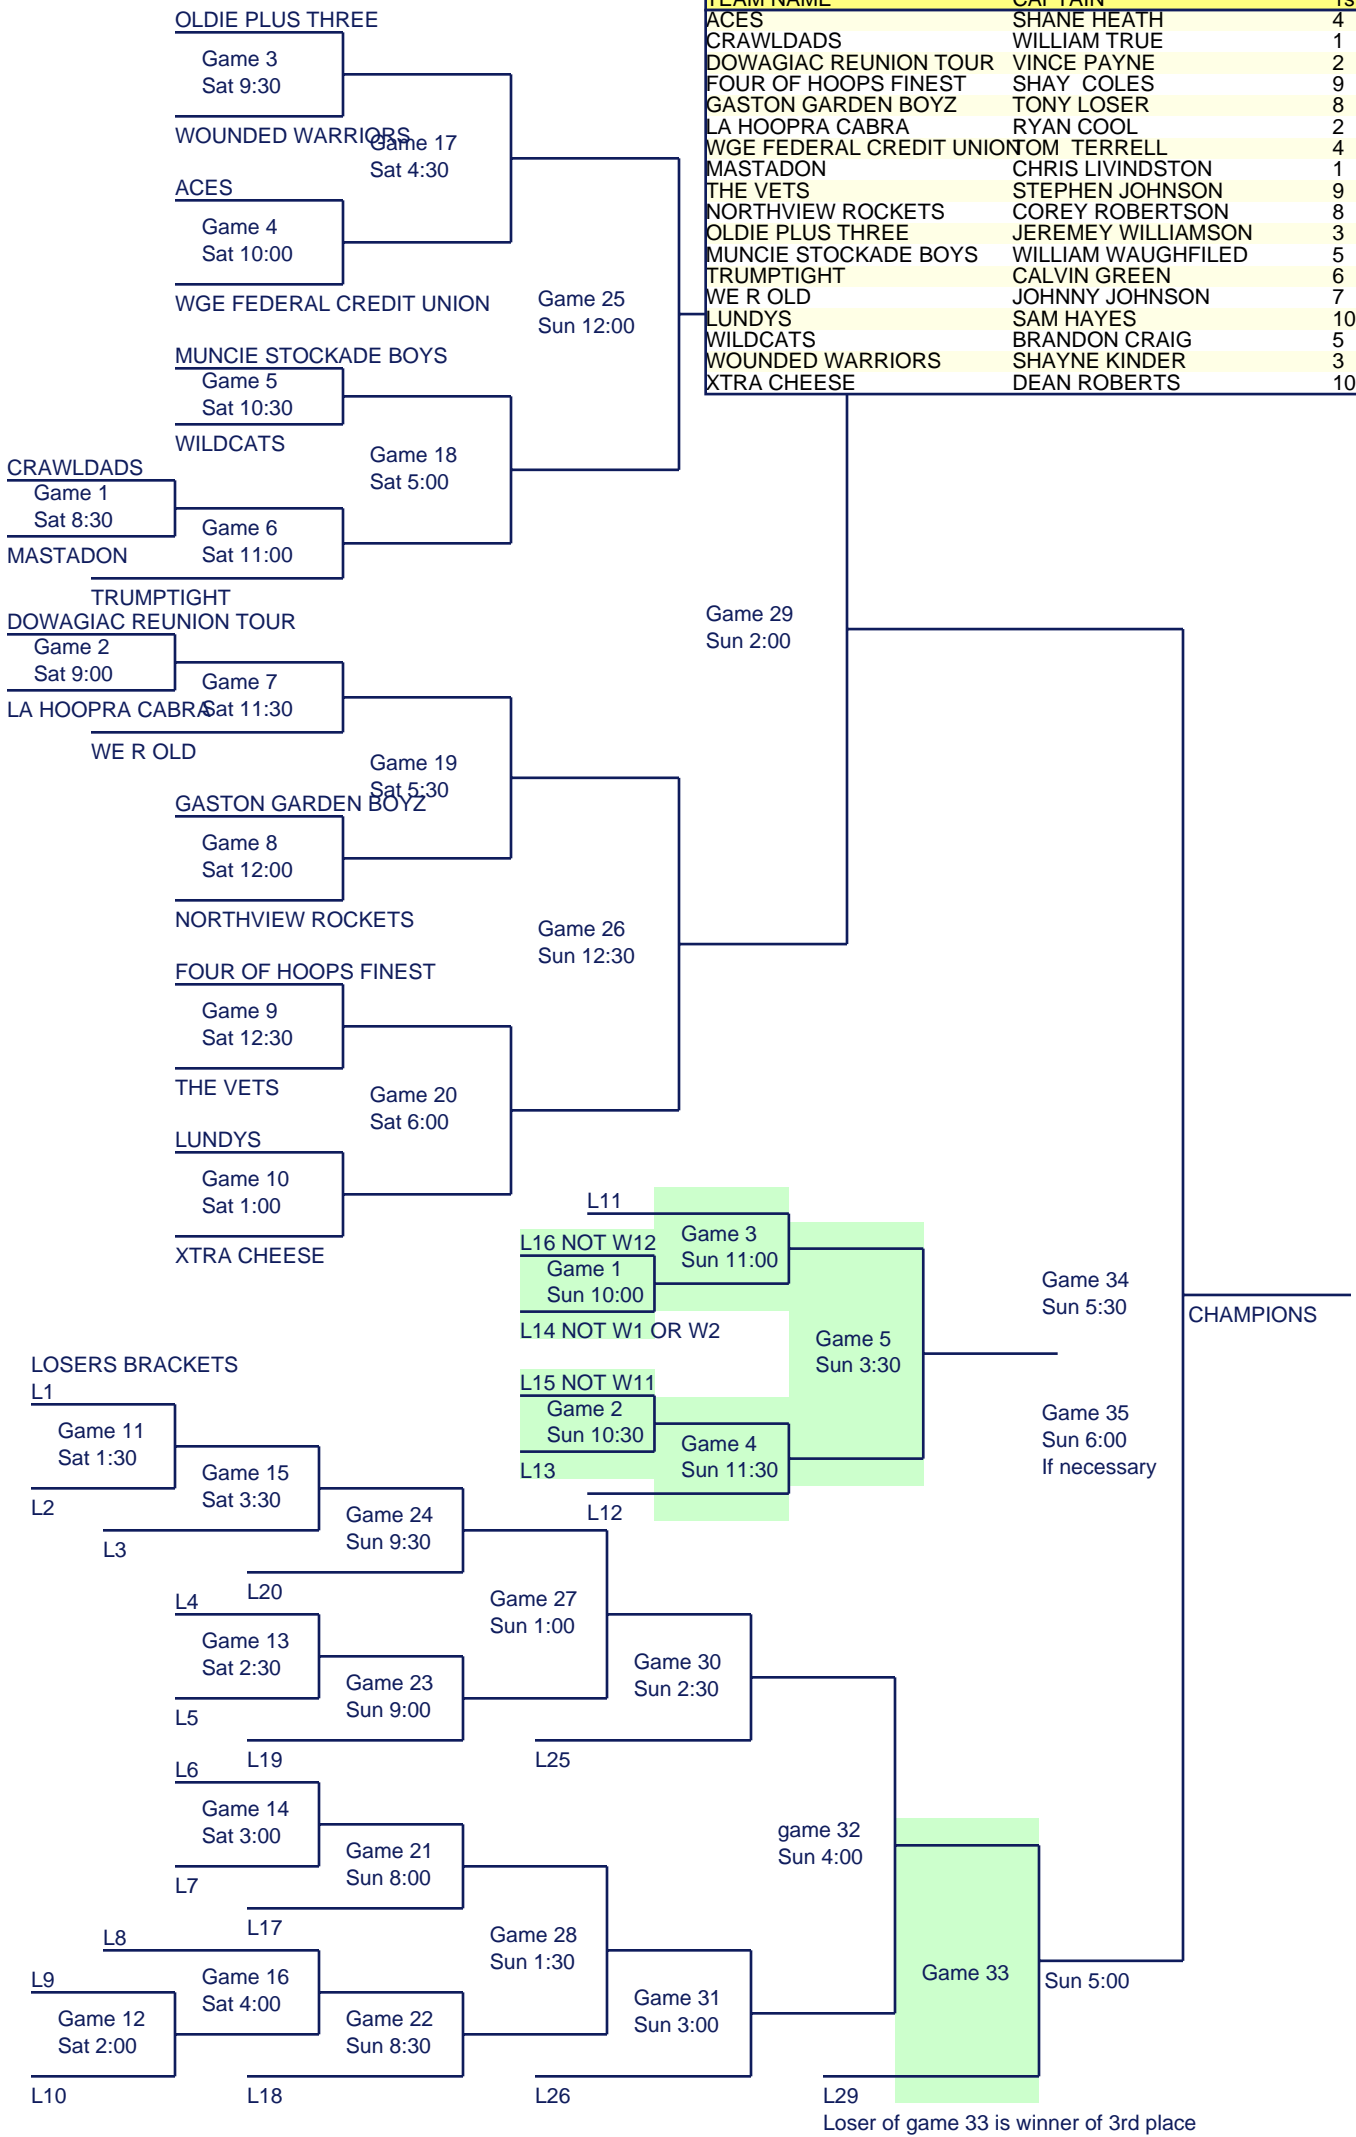 TEAM NAME CAPTAIN 1s
ACES SHANE HEATH 4
CRAWLDADS WILLIAM TRUE 1
DOWAGIAC REUNION TOUR VINCE PAYNE 2
FOUR OF HOOPS FINEST SHAY COLES 9
GASTON GARDEN BOYZ TONY LOSER 8
LA HOOPRA CABRA RYAN COOL 2
WGE FEDERAL CREDIT UNION TOM TERRELL 4
MASTADON CHRIS LIVINDSTON 1
THE VETS STEPHEN JOHNSON 9
NORTHVIEW ROCKETS COREY ROBERTSON 8
OLDIE PLUS THREE JEREMEY WILLIAMSON 3
MUNCIE STOCKADE BOYS WILLIAM WAUGHFILED 5
TRUMPTIGHT CALVIN GREEN 6
WE R OLD JOHNNY JOHNSON 7
LUNDYS SAM HAYES 10
WILDCATS BRANDON CRAIG 5
WOUNDED WARRIORS SHAYNE KINDER 3
XTRA CHEESE DEAN ROBERTS 10
OLDIE PLUS THREE
Game 3
Sat 9:30
WOUNDED WARRIORS
Game 17
Sat 4:30
ACES
Game 4
Sat 10:00
WGE FEDERAL CREDIT UNION
Game 25
Sun 12:00
MUNCIE STOCKADE BOYS
Game 5
Sat 10:30
WILDCATS
Game 18
Sat 5:00
CRAWLDADS
Game 1
Sat 8:30
MASTADON
Game 6
Sat 11:00
TRUMPTIGHT
Game 29
Sun 2:00
DOWAGIAC REUNION TOUR
Game 2
Sat 9:00
LA HOOPRA CABRA
Game 7
Sat 11:30
WE R OLD
Game 19
Sat 5:30
GASTON GARDEN BOYZ
Game 8
Sat 12:00
NORTHVIEW ROCKETS
Game 26
Sun 12:30
FOUR OF HOOPS FINEST
Game 9
Sat 12:30
THE VETS
Game 20
Sat 6:00
LUNDYS
Game 10
Sat 1:00
XTRA CHEESE
L11
Game 3
Sun 11:00
L16 NOT W12
Game 1
Sun 10:00
L14 NOT W1 OR W2
Game 5
Sun 3:30
L15 NOT W11
Game 2
Sun 10:30
L13
Game 4
Sun 11:30
L12
Game 34
Sun 5:30
CHAMPIONS
Game 35
Sun 6:00
If necessary
LOSERS BRACKETS
L1
Game 11
Sat 1:30
L2
Game 15
Sat 3:30
L3
Game 24
Sun 9:30
L20
L4
Game 13
Sat 2:30
L5
Game 23
Sun 9:00
L19
Game 27
Sun 1:00
Game 30
Sun 2:30
L25
L6
Game 14
Sat 3:00
L7
Game 21
Sun 8:00
L17
game 32
Sun 4:00
L8
Game 16
Sat 4:00
L9
Game 12
Sat 2:00
L10
Game 22
Sun 8:30
L18
Game 28
Sun 1:30
Game 31
Sun 3:00
L26
Game 33
Sun 5:00
L29
Loser of game 33 is winner of 3rd place